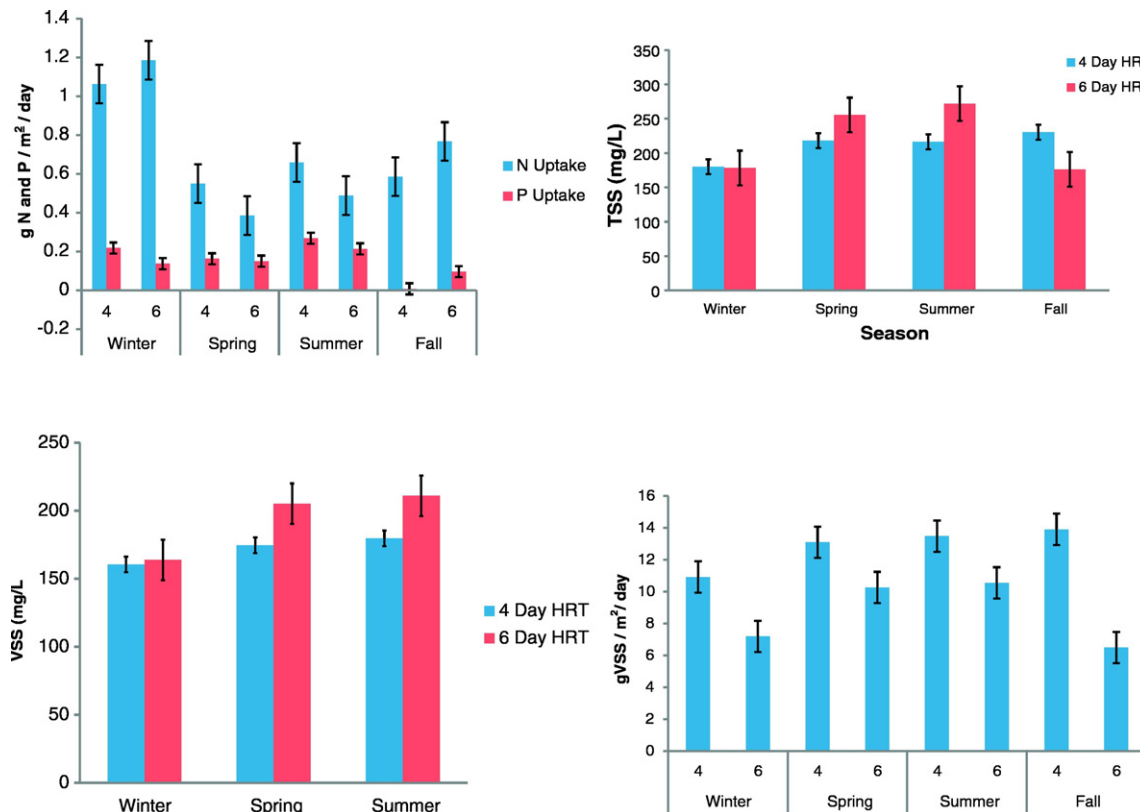 g N and P / m² / day
1.4
1.2
1
0.8
0.6
0.4
0.2
0
-0.2
4 6 4 6 4 6 4 6
Winter Spring Summer Fall
N Uptake
P Uptake
TSS (mg/L)
350
300
250
200
150
100
50
0
Winter Spring Summer Fall
Season
4 Day HR
6 Day HR
VSS (mg/L)
250
200
150
100
50
0
Winter Spring Summer
4 Day HRT
6 Day HRT
gVSS / m²/ day
16
14
12
10
8
6
4
2
0
4 6 4 6 4 6 4 6
Winter Spring Summer Fall